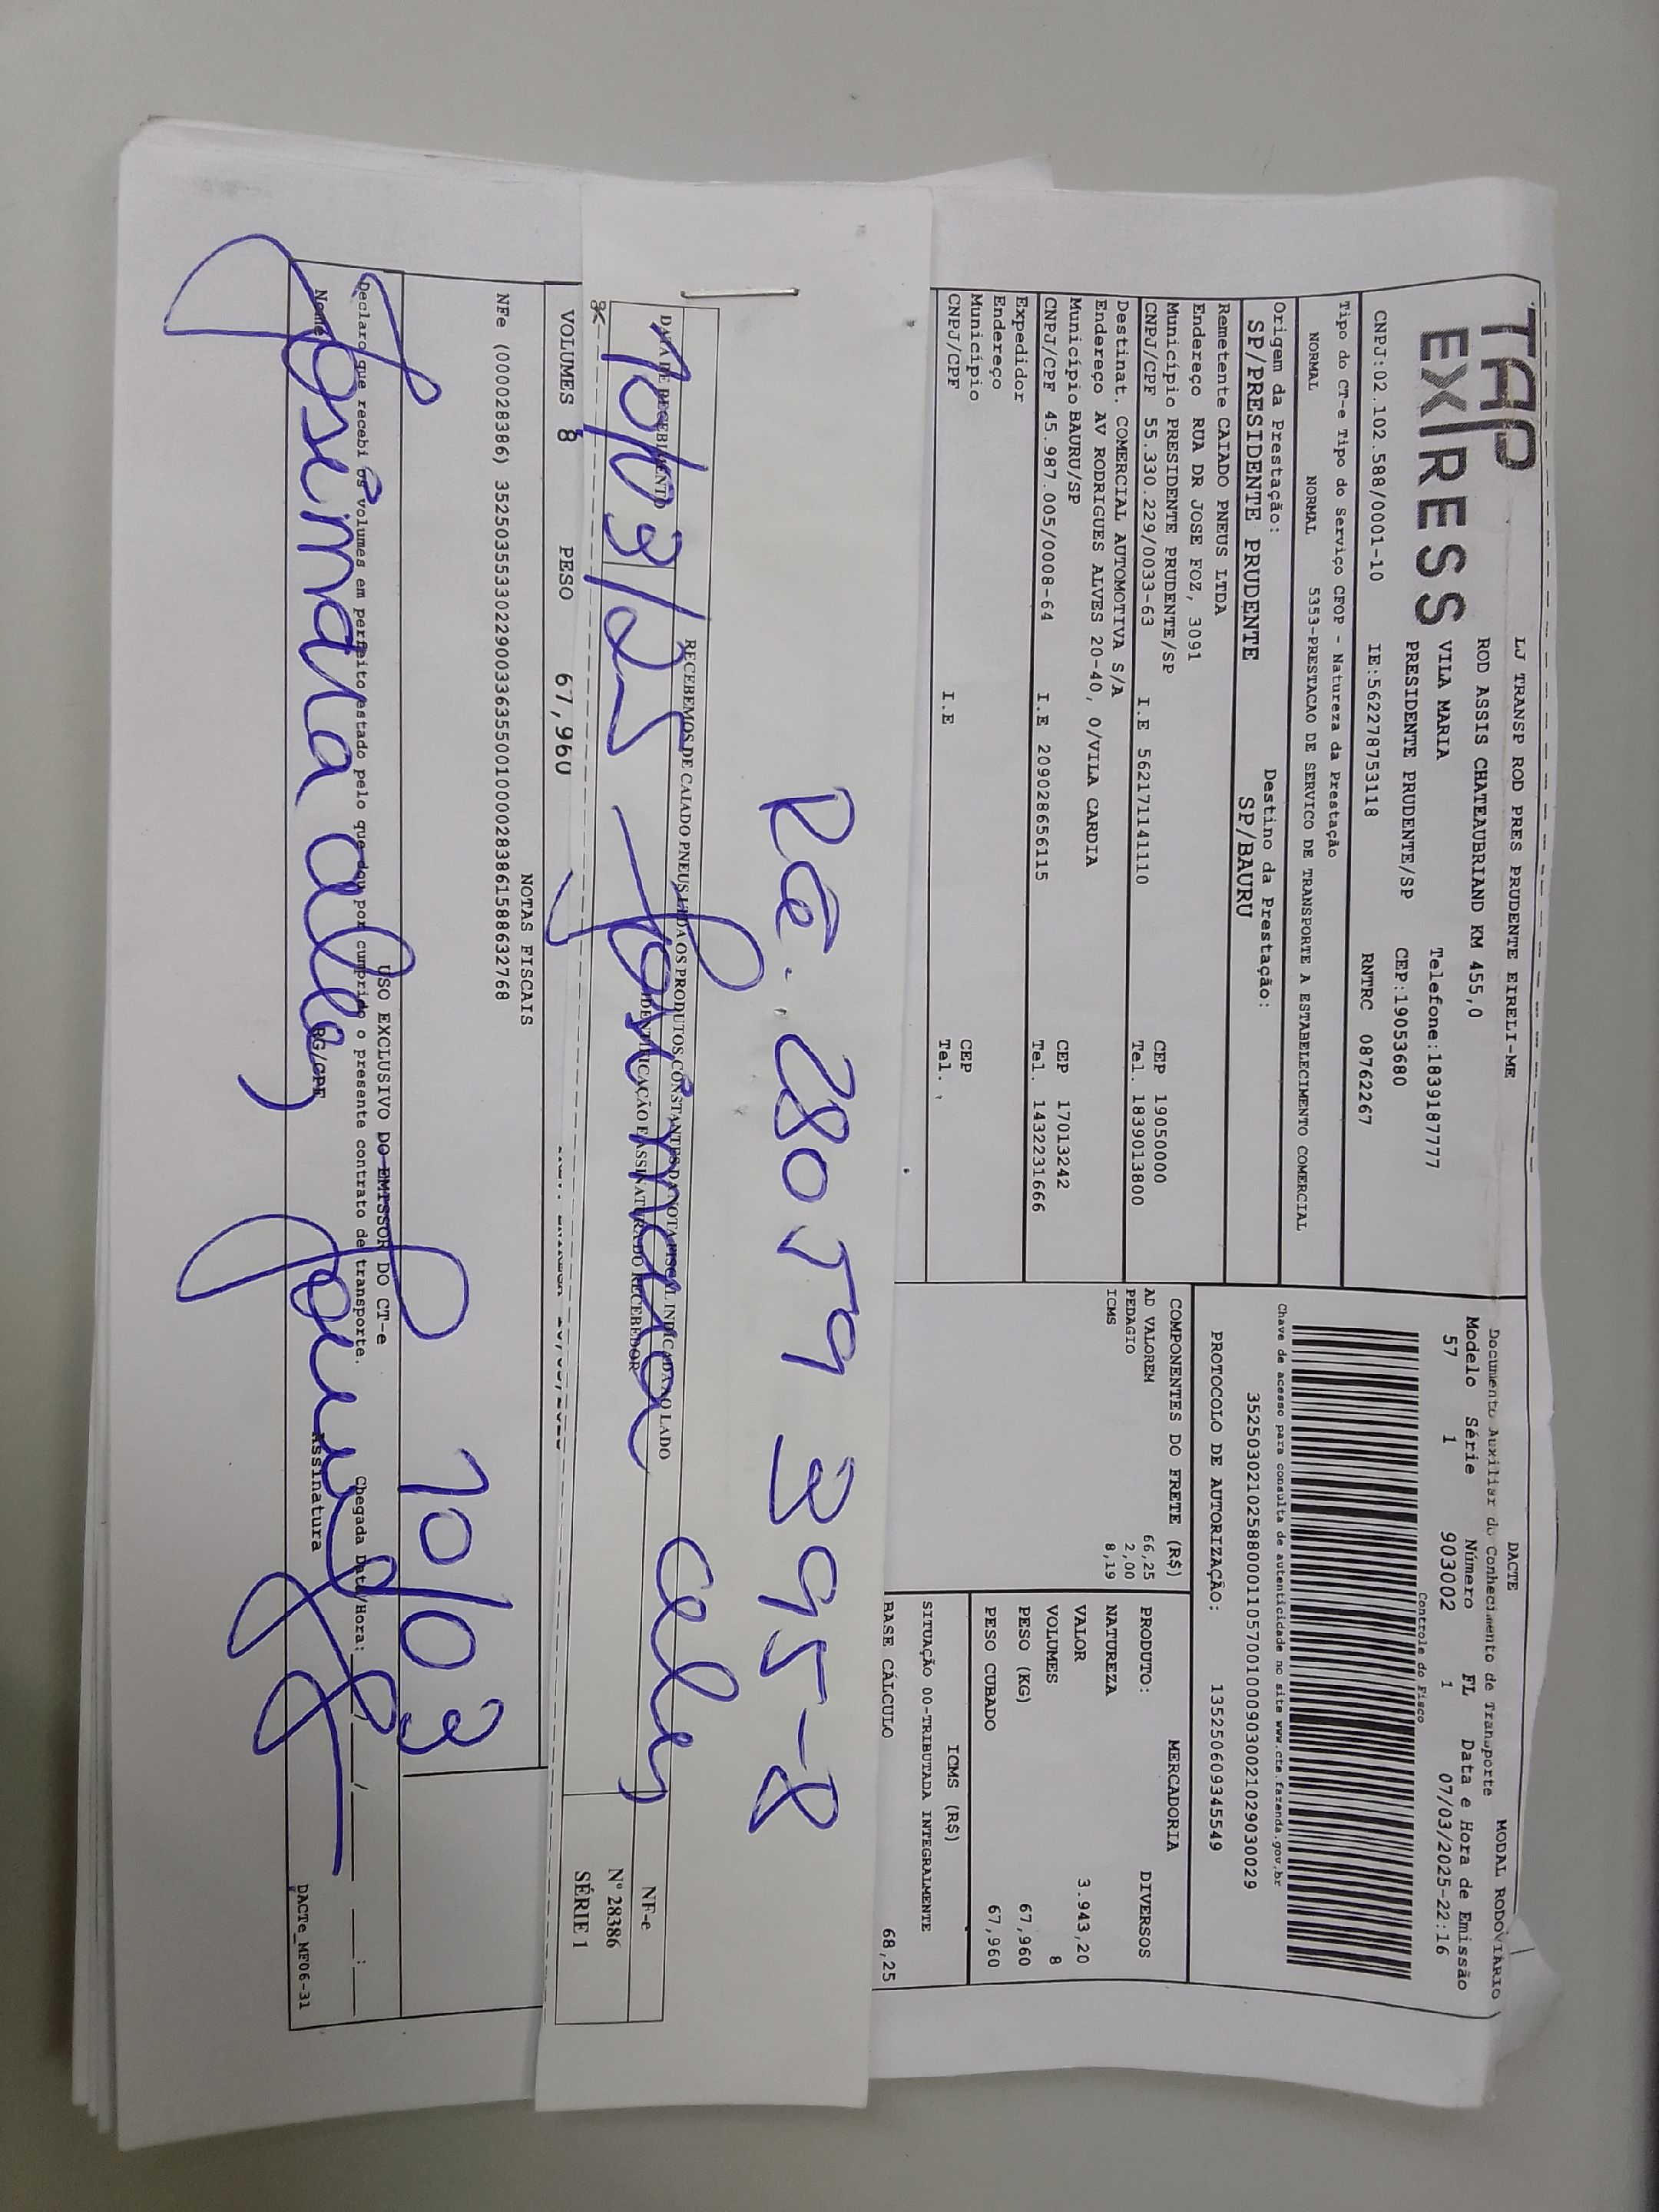 TAP
EXPRESS
LJ TRANSP ROD PRES PRUDENTE EIRELI-ME
ROD ASSIS CHATEAUBRIAND KM 455,0
VILA MARIA Telefone:1839187777
PRESIDENTE PRUDENTE/SP CEP:19053680
CNPJ:02.102.588/0001-10 IE:562278753118 RNTRC 08762267
Tipo do CT-e Tipo do Serviço CFOP - Natureza da Prestação
NORMAL NORMAL 5353-PRESTACAO DE SERVICO DE TRANSPORTE A ESTABELECIMENTO COMERCIAL
Origem da Prestação: Destino da Prestação:
SP/PRESIDENTE PRUDENTE SP/BAURU
Remetente CAIADO PNEUS LTDA
Endereço RUA DR JOSE FOZ, 3091 CEP 19050000
Município PRESIDENTE PRUDENTE/SP
CNPJ/CPF 55.330.229/0033-63 I.E 562171141110 Tel. 1839013800
Destinat. COMERCIAL AUTOMOTIVA S/A
Endereço AV RODRIGUES ALVES 20-40, 0/VILA CARDIA
Município BAURU/SP CEP 17013242
CNPJ/CPF 45.987.005/0008-64 I.E 209028656115 Tel. 1432231666
Expedidor
Endereço
Município CEP
CNPJ/CPF I.E Tel.
DACTE MODAL RODOVIÁRIO
Documento Auxiliar do Conhecimento de Transporte
Modelo Série Número FL Data e Hora de Emissão
57 1 903002 1 07/03/2025-22:16
Controle do Fisco
Chave de acesso para consulta de autenticidade no site www.cte.fazenda.gov.br
35250302102588000110570010009030021029030029
PROTOCOLO DE AUTORIZAÇÃO: 135250609345549
COMPONENTES DO FRETE (R$)
AD VALOREM 66,25
PEDAGIO 2,00
ICMS 8,19
MERCADORIA
PRODUTO: DIVERSOS
NATUREZA
VALOR 3.943,20
VOLUMES 8
PESO (KG) 67,960
PESO CUBADO 67,960
ICMS (R$)
SITUAÇÃO 00-TRIBUTADA INTEGRALMENTE
BASE CÁLCULO 68,25
Re. 28059 395-8
RECEBEMOS DE CAIADO PNEUS LTDA OS PRODUTOS CONSTANTES DA NOTA FISCAL INDICADA AO LADO
DATA DE RECEBIMENTO IDENTIFICAÇÃO E ASSINATURA DO RECEBEDOR
10/03/25 Josimara
NF-e
Nº 28386
SÉRIE 1
VOLUMES 8 PESO 67,960
NOTAS FISCAIS
NFe (000028386) 35250355330229003363550010000283861588632768
10/03
USO EXCLUSIVO DO EMISSOR DO CT-e
Declaro que recebi os volumes em perfeito estado pelo que dou por cumprido o presente contrato de transporte. Chegada Data/Hora: __/__ __:__
Nome RG/CPF Assinatura
Josimara
DACTe_MF06-31